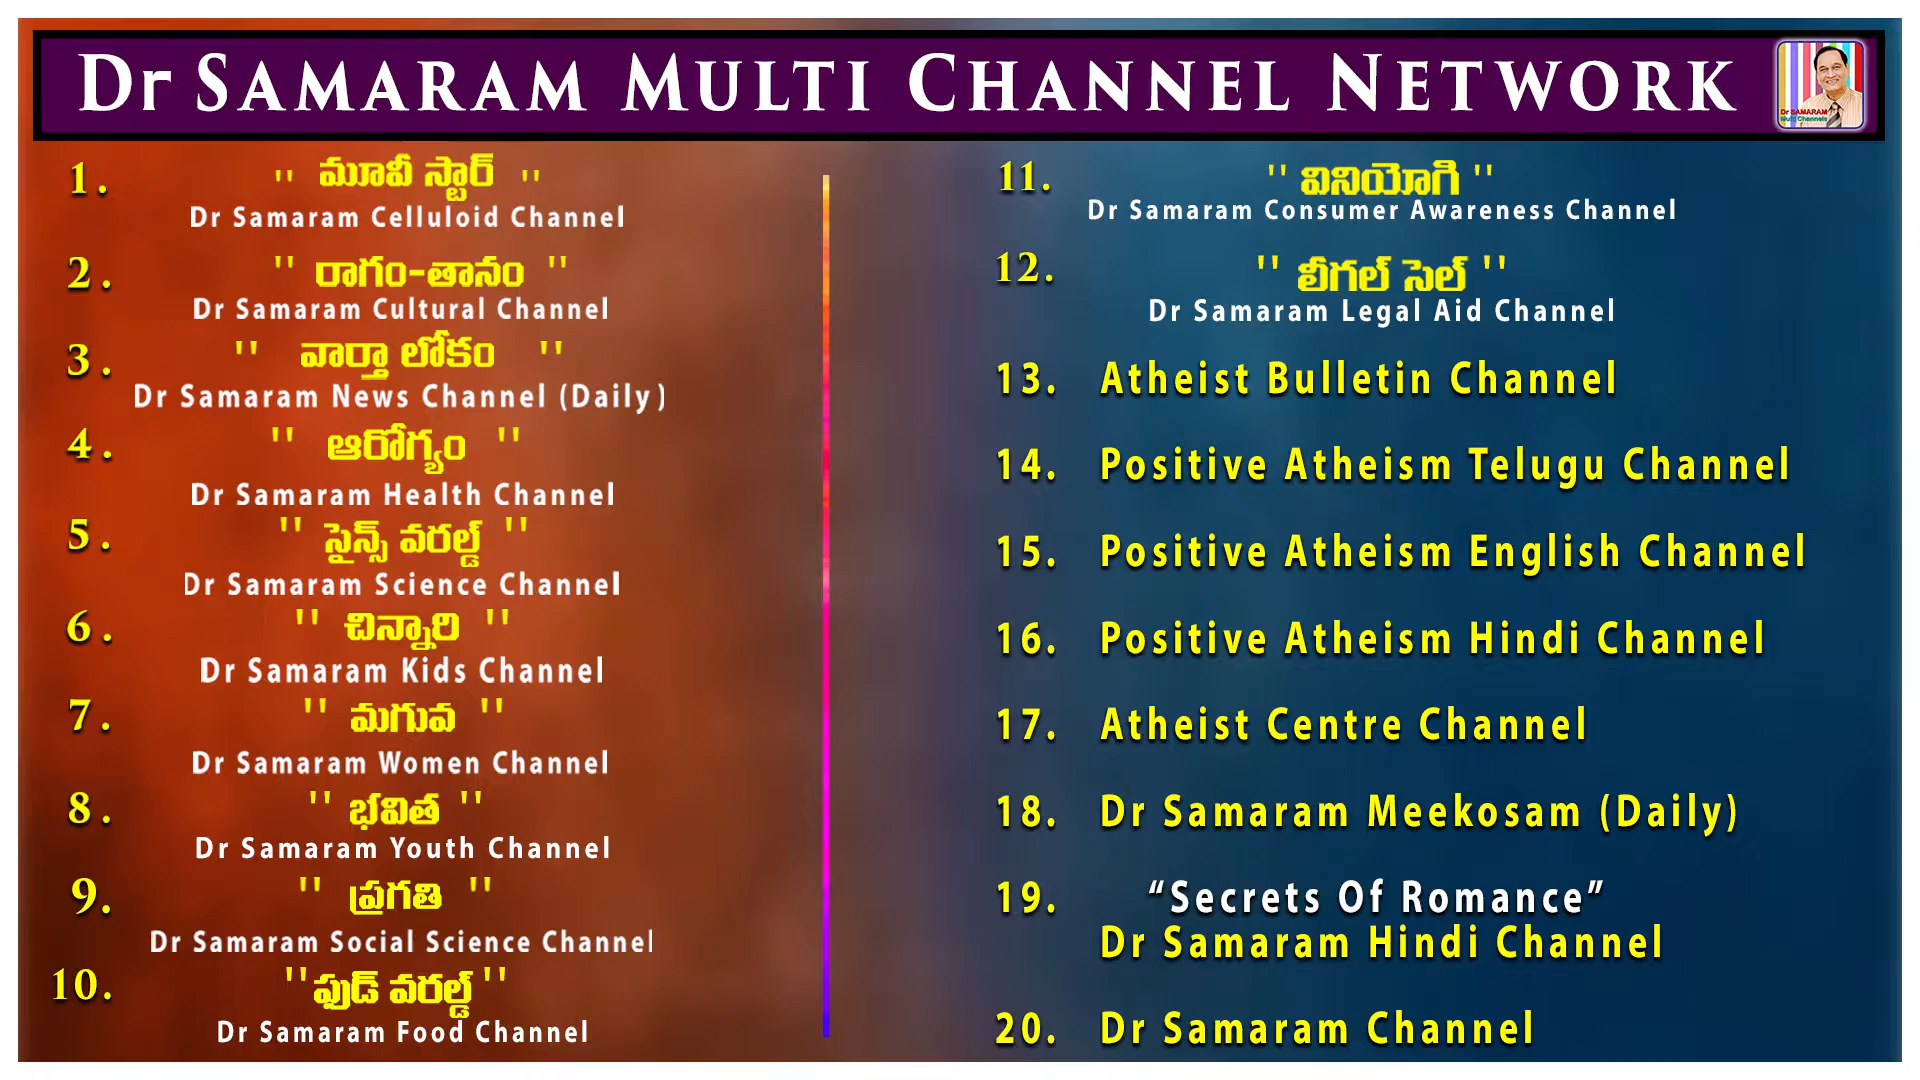 Dr SAMARAM MULTI CHANNEL NETWORK
Dr SAMARAM
Multi Channels
1. '' మూవీ స్టార్ ''
Dr Samaram Celluloid Channel
2. '' రాగం-తానం ''
Dr Samaram Cultural Channel
3. '' వార్తా లోకం ''
Dr Samaram News Channel (Daily)
4. '' ఆరోగ్యం ''
Dr Samaram Health Channel
5. '' సైన్స్ వరల్డ్ ''
Dr Samaram Science Channel
6. '' చిన్నారి ''
Dr Samaram Kids Channel
7. '' మగువ ''
Dr Samaram Women Channel
8. '' భవిత ''
Dr Samaram Youth Channel
9. '' ప్రగతి ''
Dr Samaram Social Science Channel
10. ''ఫుడ్ వరల్డ్''
Dr Samaram Food Channel
11. '' వినియోగి ''
Dr Samaram Consumer Awareness Channel
12. '' లీగల్ సెల్ ''
Dr Samaram Legal Aid Channel
13. Atheist Bulletin Channel
14. Positive Atheism Telugu Channel
15. Positive Atheism English Channel
16. Positive Atheism Hindi Channel
17. Atheist Centre Channel
18. Dr Samaram Meekosam (Daily)
19. “Secrets Of Romance”
Dr Samaram Hindi Channel
20. Dr Samaram Channel